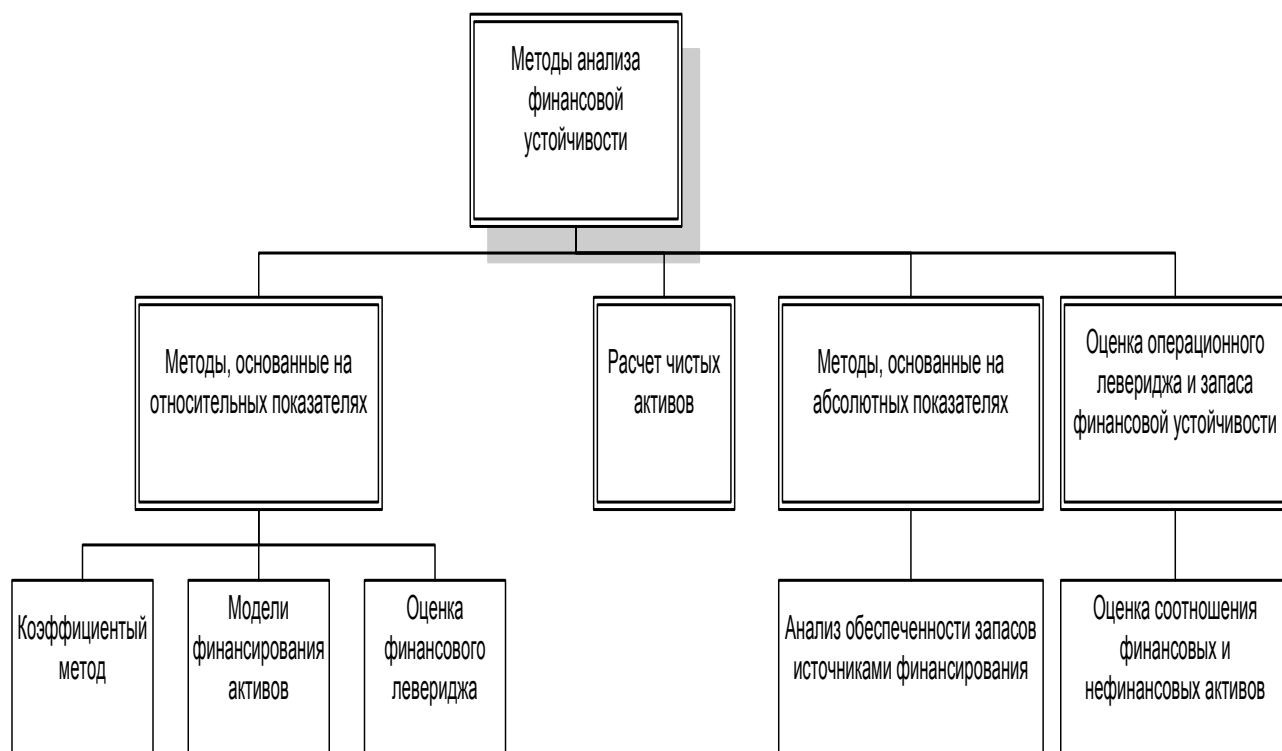 Методы анализа
финансовой
устойчивости
Методы, основанные на
относительных показателях
Расчет чистых
активов
Методы, основанные на
абсолютных показателях
Оценка операционного
левериджа и запаса
финансовой устойчивости
Коэффициентый
метод
Модели
финансирования
активов
Оценка
финансового
левериджа
Анализ обеспеченности запасов
источниками финансирования
Оценка соотношения
финансовых и
нефинансовых активов